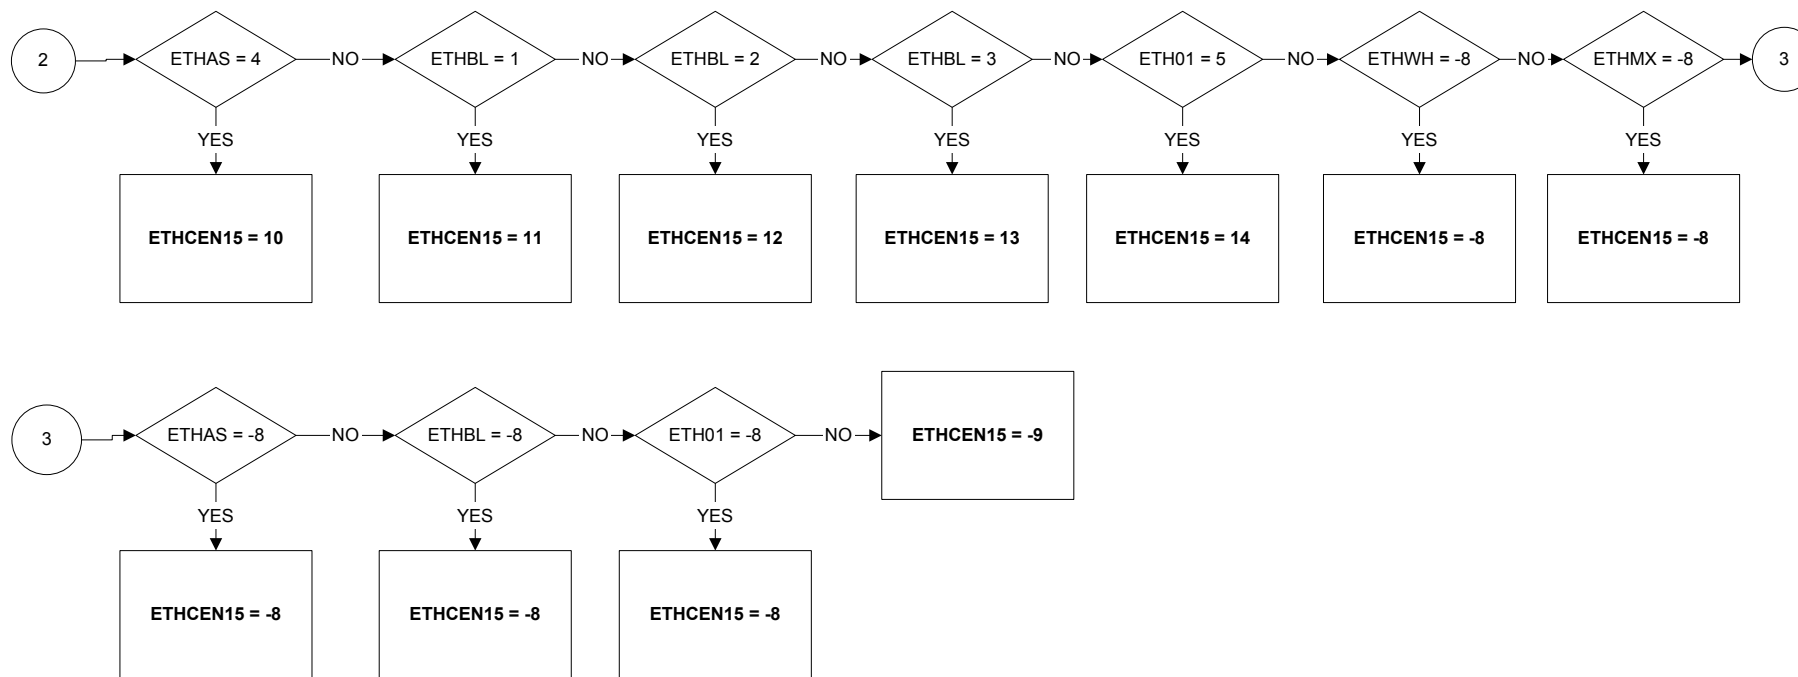 2
ETHAS = 4
NO
ETHBL = 1
NO
ETHBL = 2
NO
ETHBL = 3
NO
ETH01 = 5
NO
ETHWH = -8
NO
ETHMX = -8
3
YES
YES
YES
YES
YES
YES
YES
ETHCEN15 = 10
ETHCEN15 = 11
ETHCEN15 = 12
ETHCEN15 = 13
ETHCEN15 = 14
ETHCEN15 = -8
ETHCEN15 = -8
3
ETHAS = -8
NO
ETHBL = -8
NO
ETH01 = -8
NO
ETHCEN15 = -9
YES
YES
YES
ETHCEN15 = -8
ETHCEN15 = -8
ETHCEN15 = -8